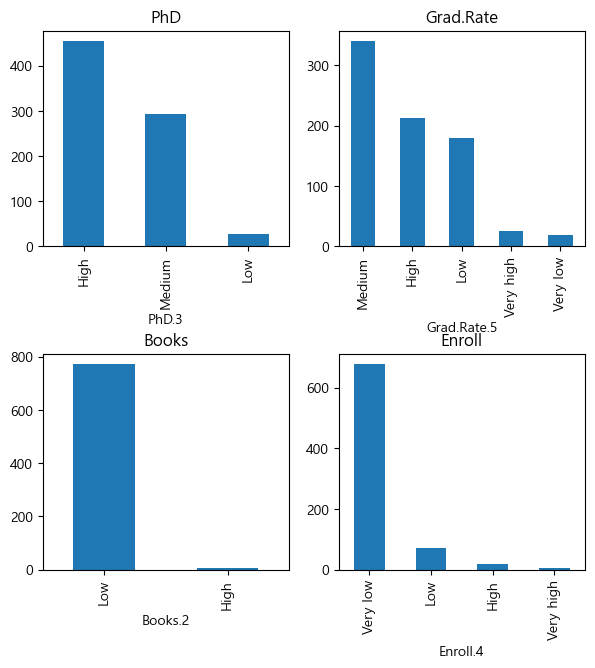 PhD
400
300
200
100
0
High
Medium
Low
PhD.3
Grad.Rate
300
200
100
0
Medium
High
Low
Very high
Very low
Grad.Rate.5
Books
800
600
400
200
0
Low
High
Books.2
Enroll
600
400
200
0
Very low
Low
High
Very high
Enroll.4